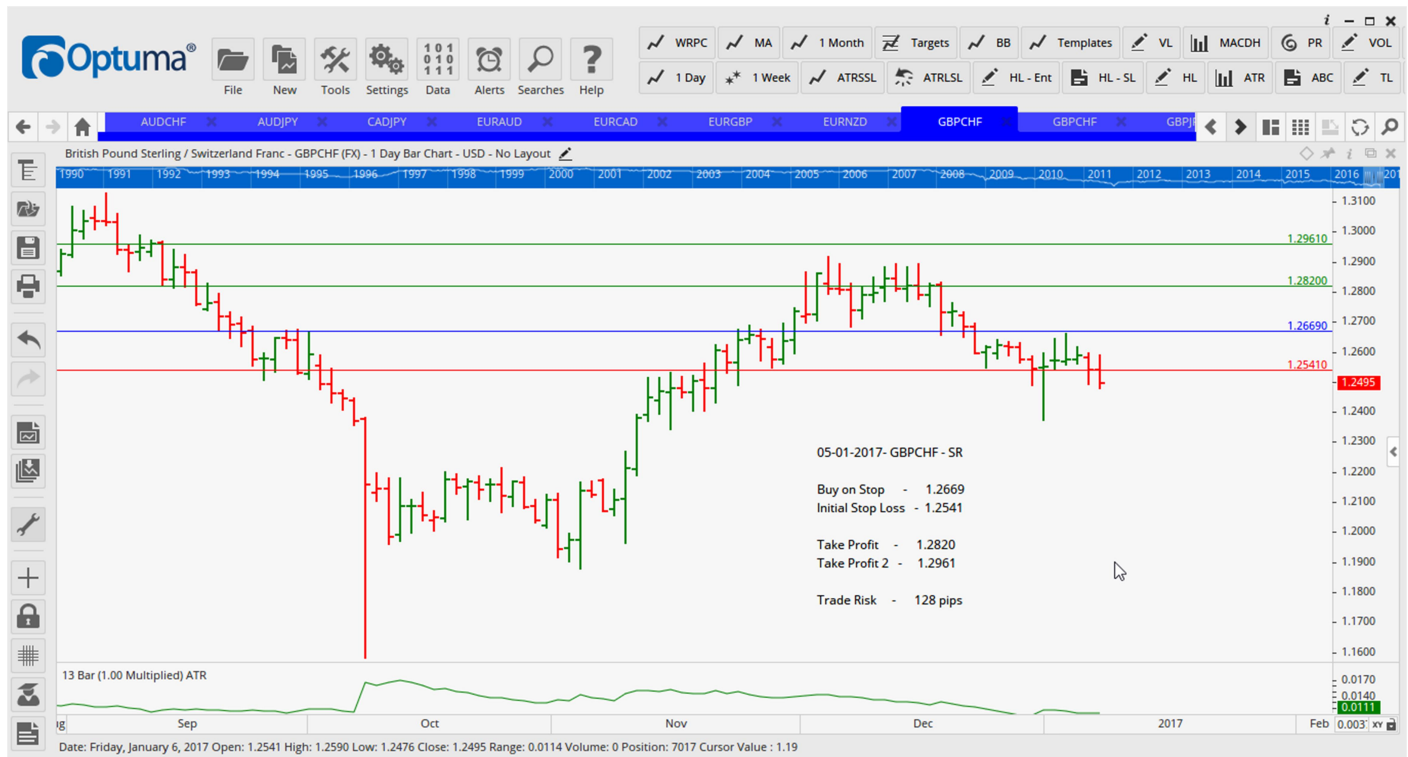 Optuma®
File
New
Tools
Settings
Data
Alerts
Searches
Help
WRPC
MA
1 Month
Targets
BB
Templates
VL
MACDH
PR
VOL
1 Day
1 Week
ATRSSL
ATRLSL
HL - Ent
HL - SL
HL
ATR
ABC
TL
AUDCHF
AUDJPY
CADJPY
EURAUD
EURCAD
EURGBP
EURNZD
GBPCHF
GBPCHF
GBPJ
British Pound Sterling / Switzerland Franc - GBPCHF (FX) - 1 Day Bar Chart - USD - No Layout
1990 1991 1992 1993 1994 1995 1996 1997 1998 1999 2000 2001 2002 2003 2004 2005 2006 2007 2008 2009 2010 2011 2012 2013 2014 2015 2016 201
1.3100
1.3000
1.29610
1.2900
1.28200
1.2800
1.2700
1.26690
1.2600
1.25410
1.2495
1.2400
1.2300
1.2200
1.2100
1.2000
1.1900
1.1800
1.1700
1.1600
05-01-2017- GBPCHF - SR
Buy on Stop - 1.2669
Initial Stop Loss - 1.2541
Take Profit - 1.2820
Take Profit 2 - 1.2961
Trade Risk - 128 pips
13 Bar (1.00 Multiplied) ATR
0.0170
0.0140
0.0111
0.003
XY
Sep Oct Nov Dec 2017 Feb
Date: Friday, January 6, 2017 Open: 1.2541 High: 1.2590 Low: 1.2476 Close: 1.2495 Range: 0.0114 Volume: 0 Position: 7017 Cursor Value : 1.19